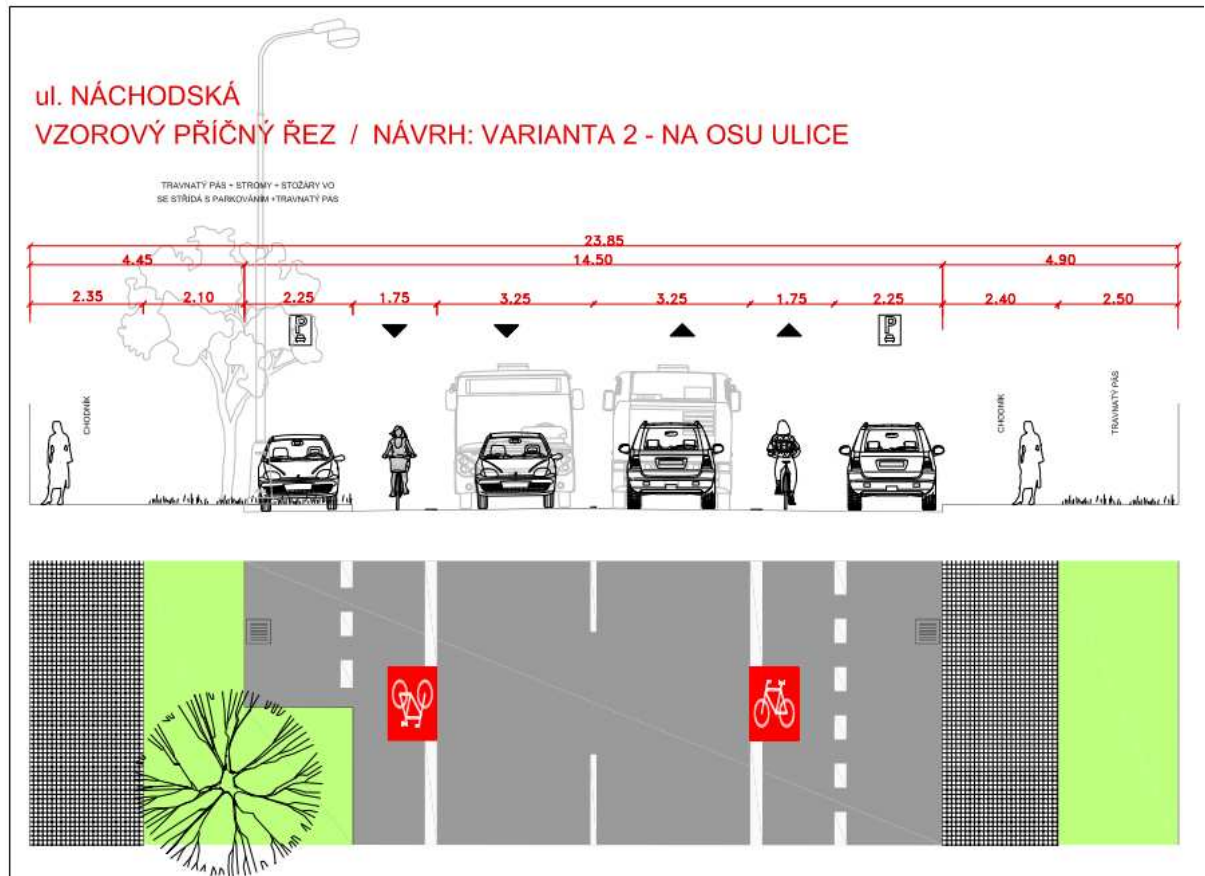 ul. NÁCHODSKÁ
VZOROVÝ PŘÍČNÝ ŘEZ / NÁVRH: VARIANTA 2 - NA OSU ULICE
TRAVNATÝ PÁS + STROMY + STOŽÁRY VO
SE STŘÍDÁ S PARKOVÁNÍM +TRAVNATÝ PÁS
23.85
4.45 14.50 4.90
2.35 2.10 2.25 1.75 3.25 3.25 1.75 2.25 2.40 2.50
P P
CHODNÍK CHODNÍK TRAVNATÝ PÁS